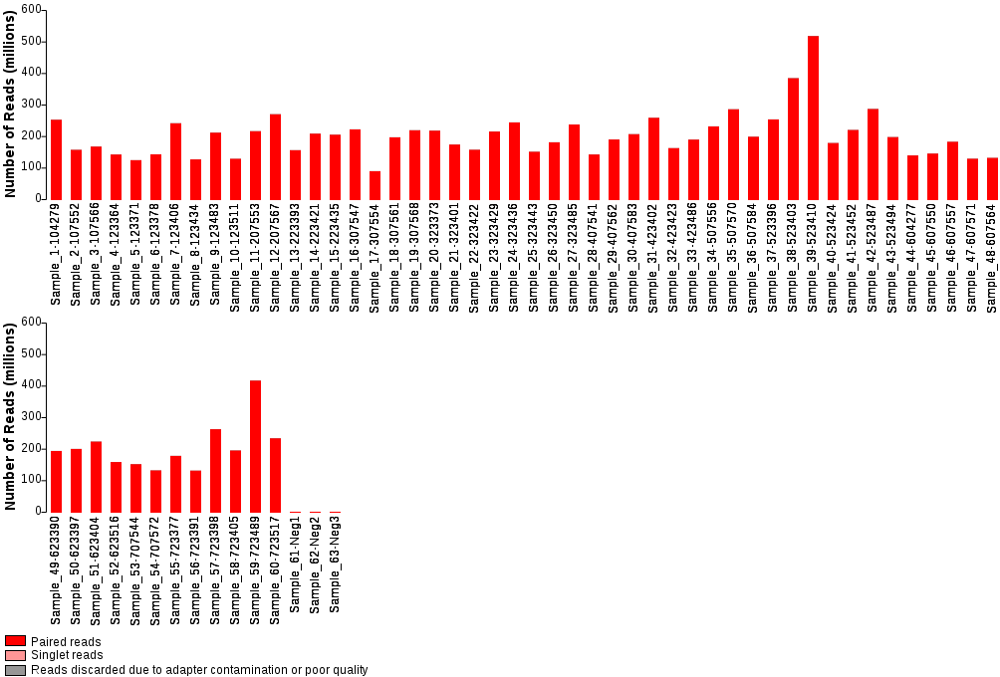 600
500
400
300
200
100
0
Number of Reads (millions)
Sample_1-104279
Sample_2-107552
Sample_3-107566
Sample_4-123364
Sample_5-123371
Sample_6-123378
Sample_7-123406
Sample_8-123434
Sample_9-123483
Sample_10-123511
Sample_11-207553
Sample_12-207567
Sample_13-223393
Sample_14-223421
Sample_15-223435
Sample_16-307547
Sample_17-307554
Sample_18-307561
Sample_19-307568
Sample_20-323373
Sample_21-323401
Sample_22-323422
Sample_23-323429
Sample_24-323436
Sample_25-323443
Sample_26-323450
Sample_27-323485
Sample_28-407541
Sample_29-407562
Sample_30-407583
Sample_31-423402
Sample_32-423423
Sample_33-423486
Sample_34-507556
Sample_35-507570
Sample_36-507584
Sample_37-523396
Sample_38-523403
Sample_39-523410
Sample_40-523424
Sample_41-523452
Sample_42-523487
Sample_43-523494
Sample_44-604277
Sample_45-607550
Sample_46-607557
Sample_47-607571
Sample_48-607564
600
500
400
300
200
100
0
Number of Reads (millions)
Sample_49-623390
Sample_50-623397
Sample_51-623404
Sample_52-623516
Sample_53-707544
Sample_54-707572
Sample_55-723377
Sample_56-723391
Sample_57-723398
Sample_58-723405
Sample_59-723489
Sample_60-723517
Sample_61-Neg1
Sample_62-Neg2
Sample_63-Neg3
Paired reads
Singlet reads
Reads discarded due to adapter contamination or poor quality